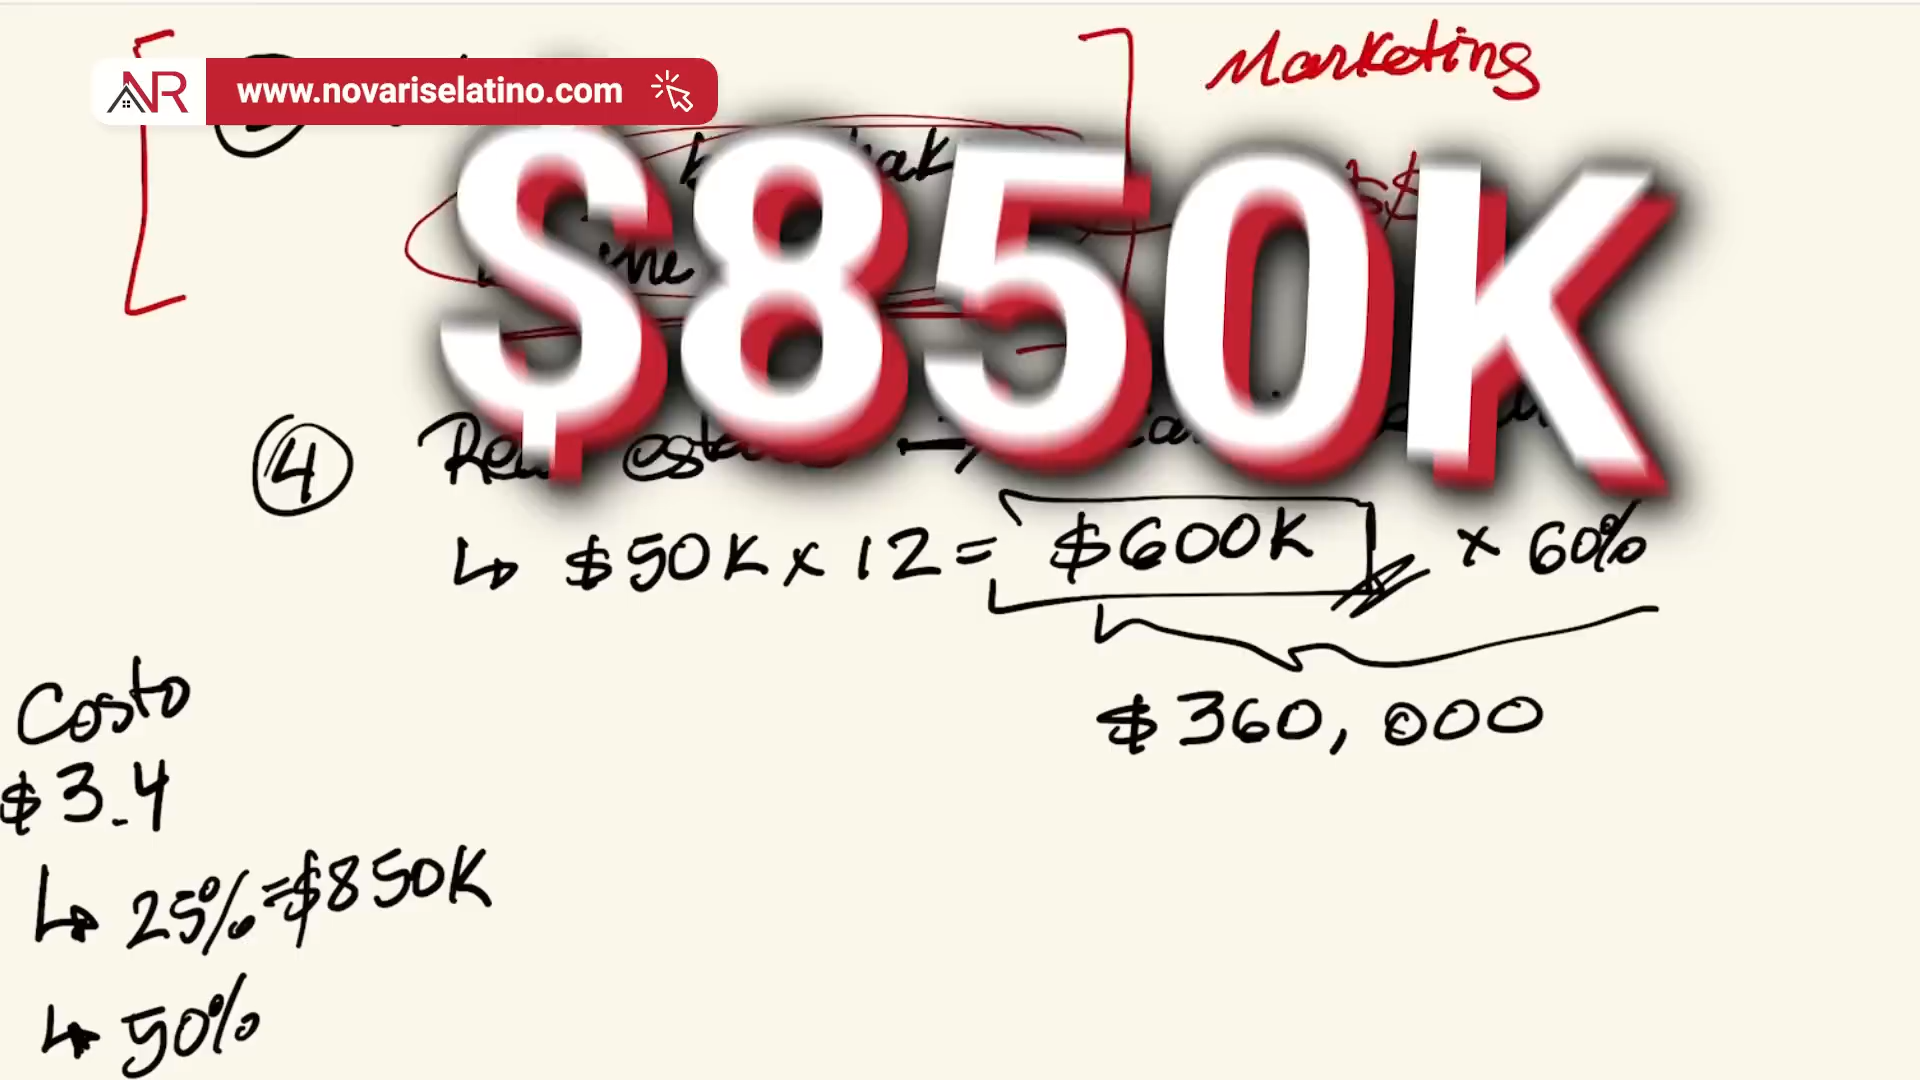 Marketing
NR www.novariselatino.com
$850K
4 Real estate →
↳ $50K x 12 = $600K x 60%
$360,000
Costo
$3.4
↳ 25% = $850K
↳ 50%